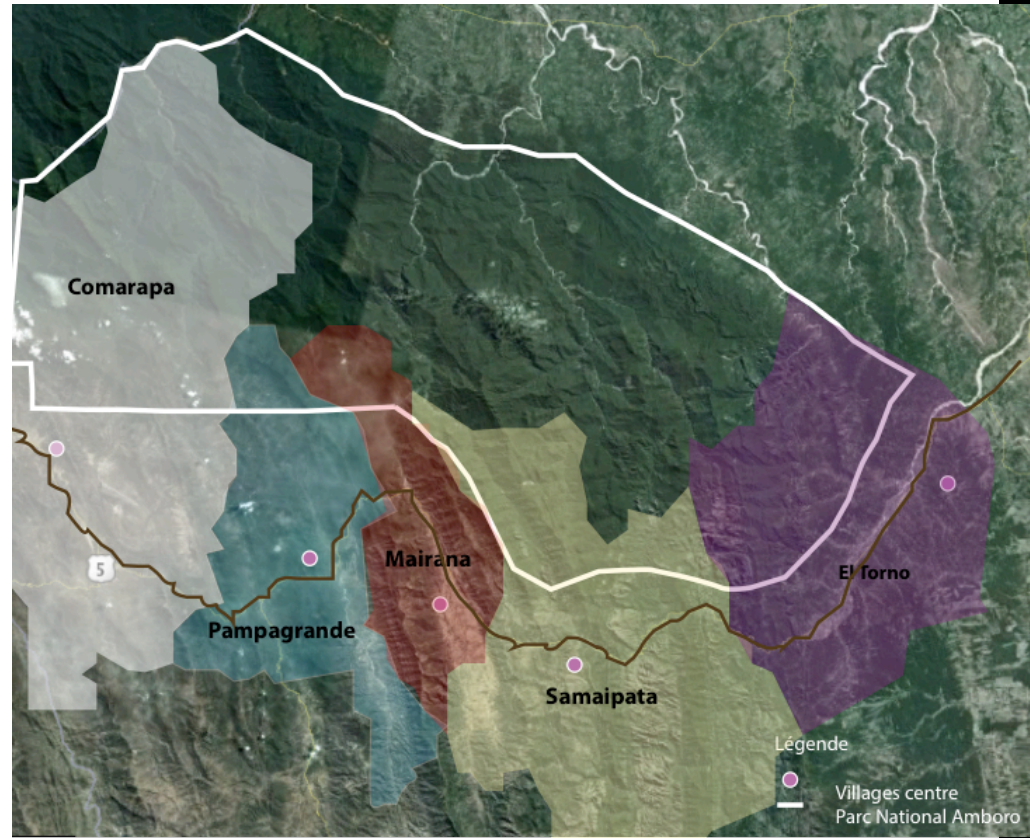 Comarapa
5
Mairana
El Torno
Pampagrande
Samaipata
Légende
Villages centre
Parc National Amboro